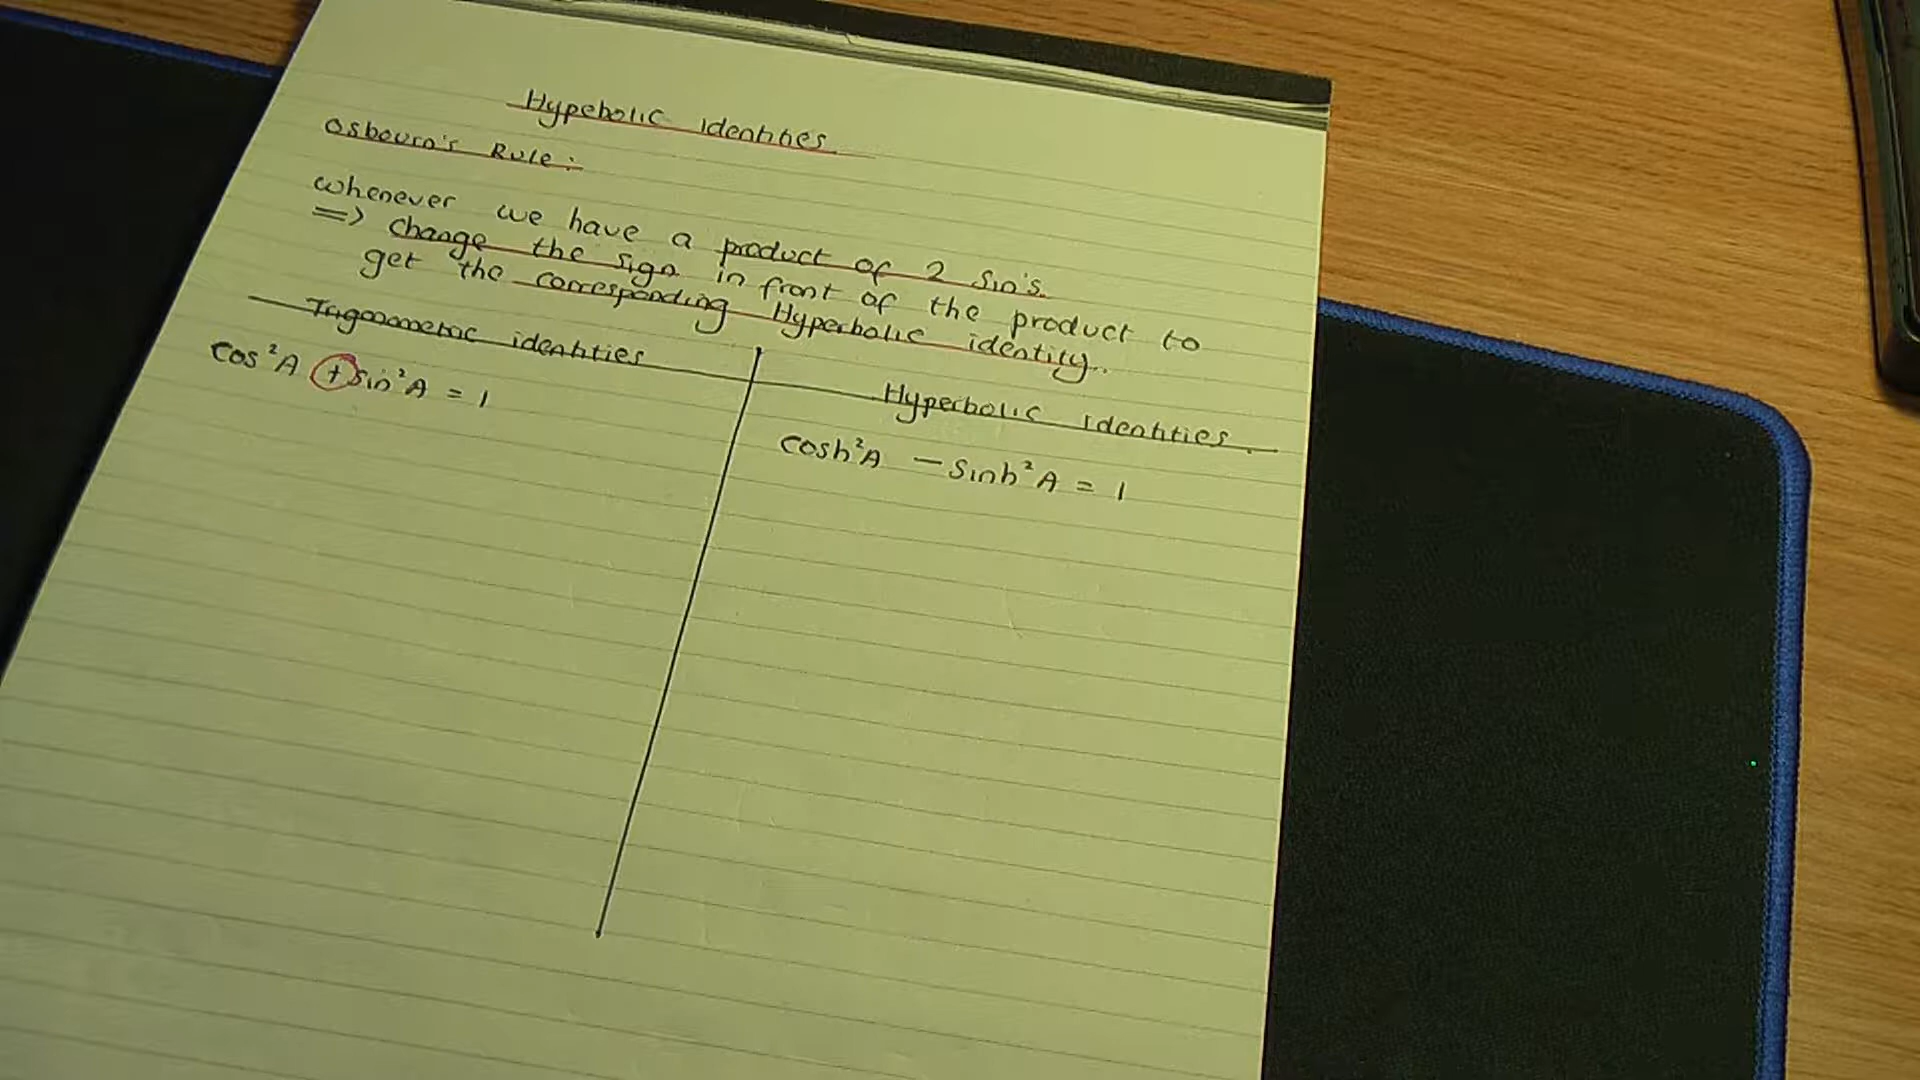 Hypebolic Identities
Osbourn's Rule:
whenever we have a product of 2 sin's.
=> change the sign in front of the product to
get the corresponding Hyperbolic identity.
Trigonometric identities
Hyperbolic identities.
cos²A + sin²A = 1
cosh²A - sinh²A = 1